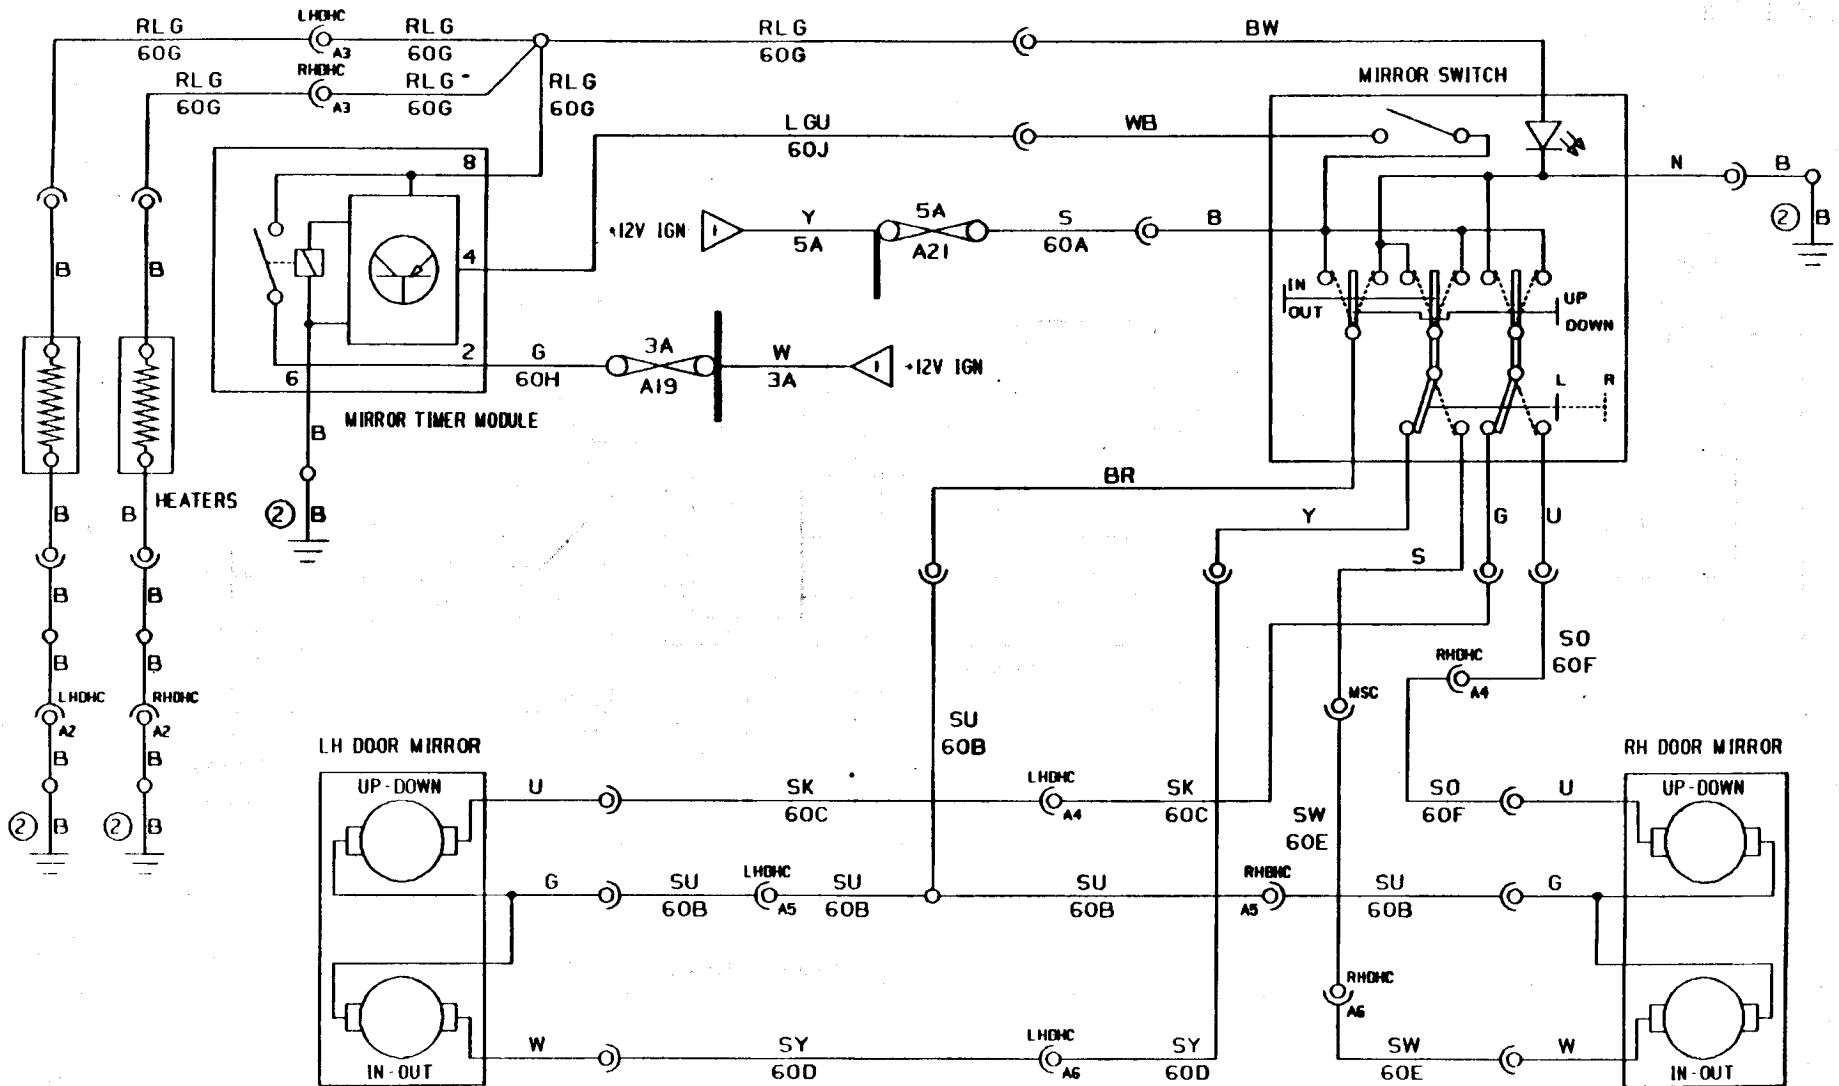 LHDHC
RLG
RLG
RLG
BW
60G
A3
60G
60G
RHDHC
RLG
RLG
RLG
60G
A3
60G
60G
MIRROR SWITCH
LGU
WB
60J
8
N
B
2
B
+12V IGN
1
Y
5A
5A
A21
S
60A
B
4
B
B
IN
OUT
UP
DOWN
2
G
60H
3A
A19
W
3A
1
+12V IGN
6
L
R
MIRROR TIMER MODULE
B
HEATERS
2
B
B
B
BR
Y
G
U
S
B
B
B
B
SO
60F
RHDHC
A4
LHDHC
A2
RHDHC
A2
MSC
SU
60B
B
B
LH DOOR MIRROR
RH DOOR MIRROR
UP-DOWN
U
SK
60C
LHDHC
A4
SK
60C
SW
60E
SO
60F
U
UP-DOWN
2
B
2
B
G
SU
60B
LHDHC
A5
SU
60B
SU
60B
RHDHC
A5
SU
60B
G
RHDHC
A6
W
SY
60D
LHDHC
A6
SY
60D
SW
60E
W
IN-OUT
IN-OUT